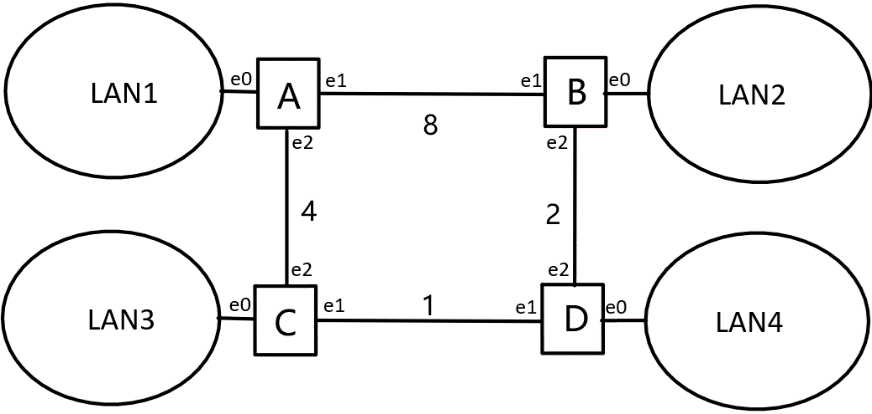 LAN1 e0 A e1 e1 B e0 LAN2
8
e2 e2
4 2
e2 e2
LAN3 e0 C e1 1 e1 D e0 LAN4